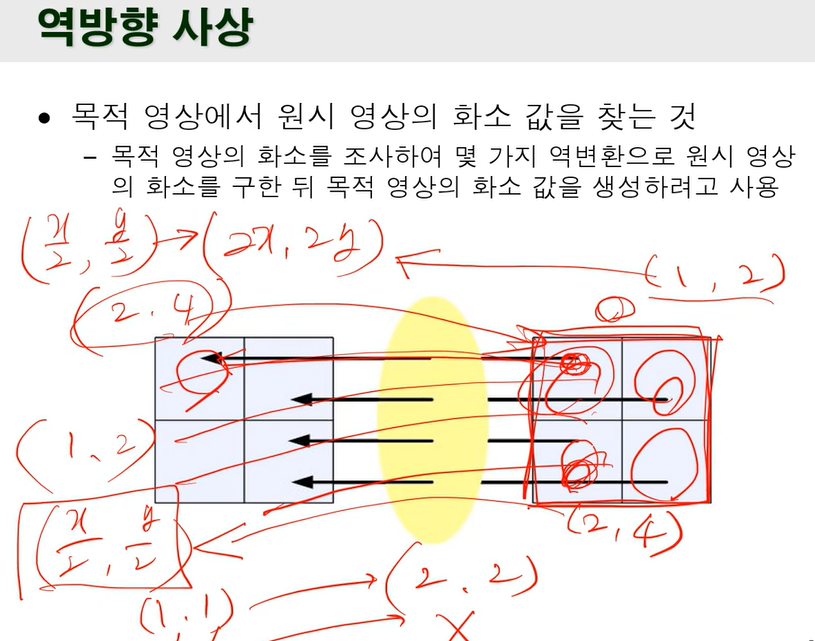 역방향 사상
● 목적 영상에서 원시 영상의 화소 값을 찾는 것
– 목적 영상의 화소를 조사하여 몇 가지 역변환으로 원시 영상
의 화소를 구한 뒤 목적 영상의 화소 값을 생성하려고 사용
(x/2, y/2) → (2x, 2y)
(1, 2)
(2. 4)
(1, 2)
(x/2, y/2)
(2, 4)
(1, 1) → (2. 2)
X